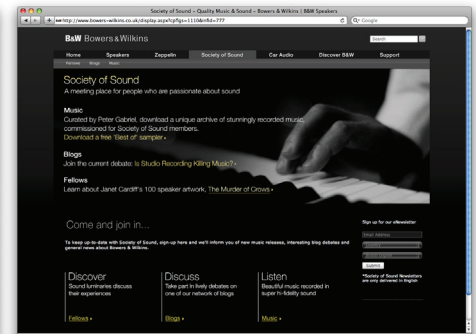 Society of Sound – Quality Music & Sound – Bowers & Wilkins | B&W Speakers
http://www.bowers-wilkins.co.uk/display.aspx?cpflgs=1110&infid=777
Google
B&W Bowers & Wilkins
Search
Home Speakers Zeppelin Society of Sound Car Audio Discover B&W Support
Fellows Blogs Music
Society of Sound
A meeting place for people who are passionate about sound
Music
Curated by Peter Gabriel, download a unique archive of stunningly recorded music,
commissioned for Society of Sound members.
Download a free 'Best of' sampler
Blogs
Join the current debate: Is Studio Recording Killing Music?
Fellows
Learn about Janet Cardiff's 100 speaker artwork, The Murder of Crows
Come and join in...
To keep up-to-date with Society of Sound, sign up here and we'll inform you of new music releases, interesting blog debates and
general news about Bowers & Wilkins.
Sign up for our eNewsletter
Email Address
Submit
*Society of Sound Newsletters
are only delivered in English
Discover
Sound luminaries discuss
their experiences
Fellows
Discuss
Take part in lively debates on
one of our network of blogs
Blogs
Listen
Beautiful music recorded in
super hi-fidelity sound
Music